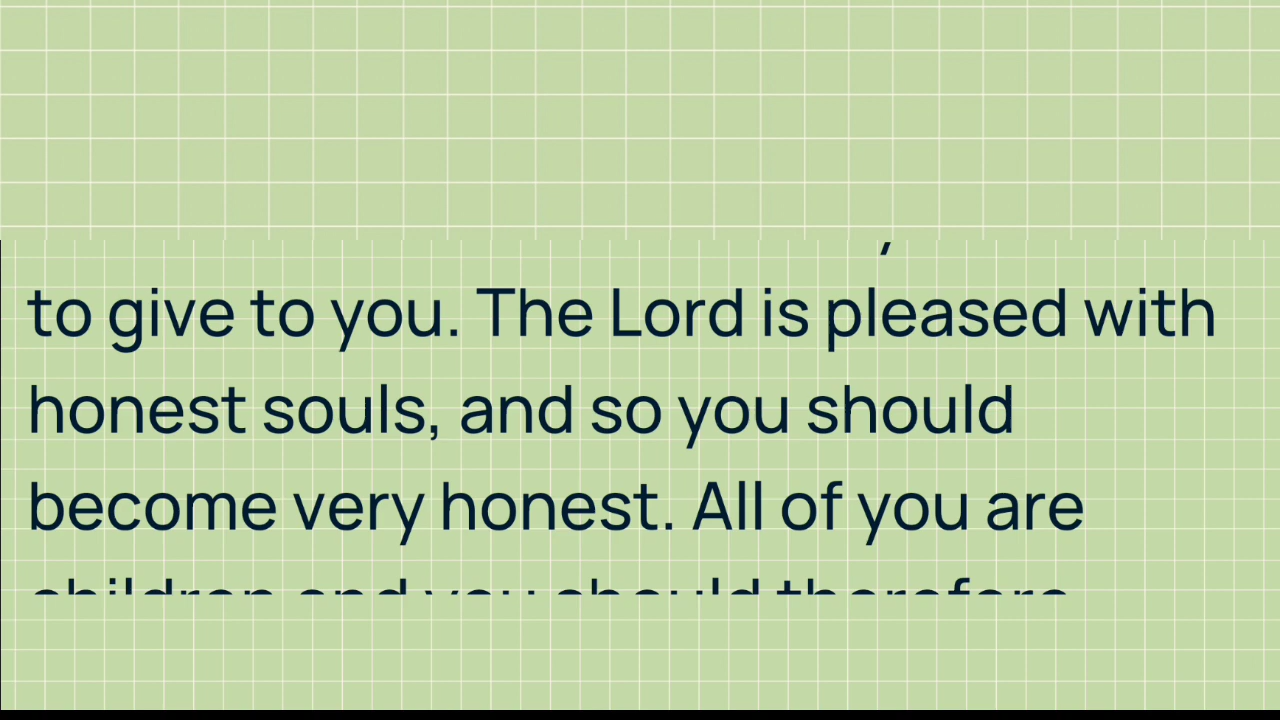 to give to you. The Lord is pleased with
honest souls, and so you should
become very honest. All of you are
children and you should therefore